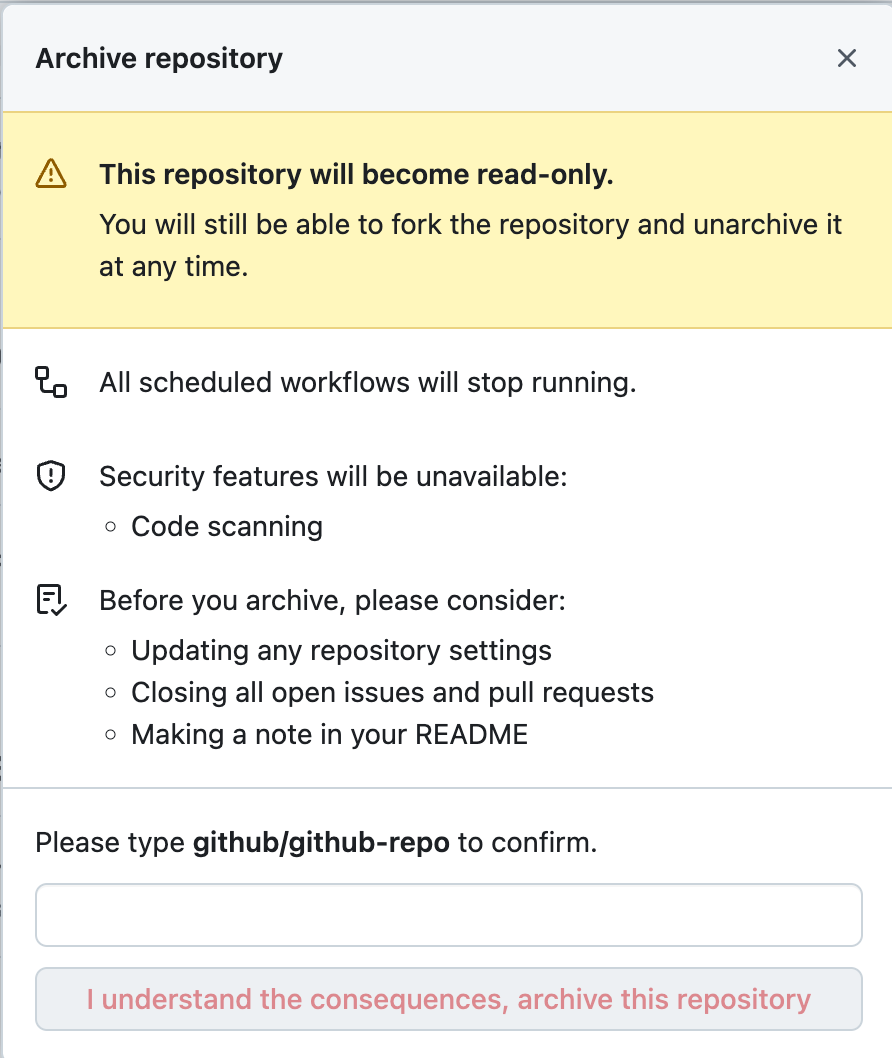 Archive repository
This repository will become read-only.
You will still be able to fork the repository and unarchive it
at any time.
All scheduled workflows will stop running.
Security features will be unavailable:
Code scanning
Before you archive, please consider:
Updating any repository settings
Closing all open issues and pull requests
Making a note in your README
Please type github/github-repo to confirm.
I understand the consequences, archive this repository